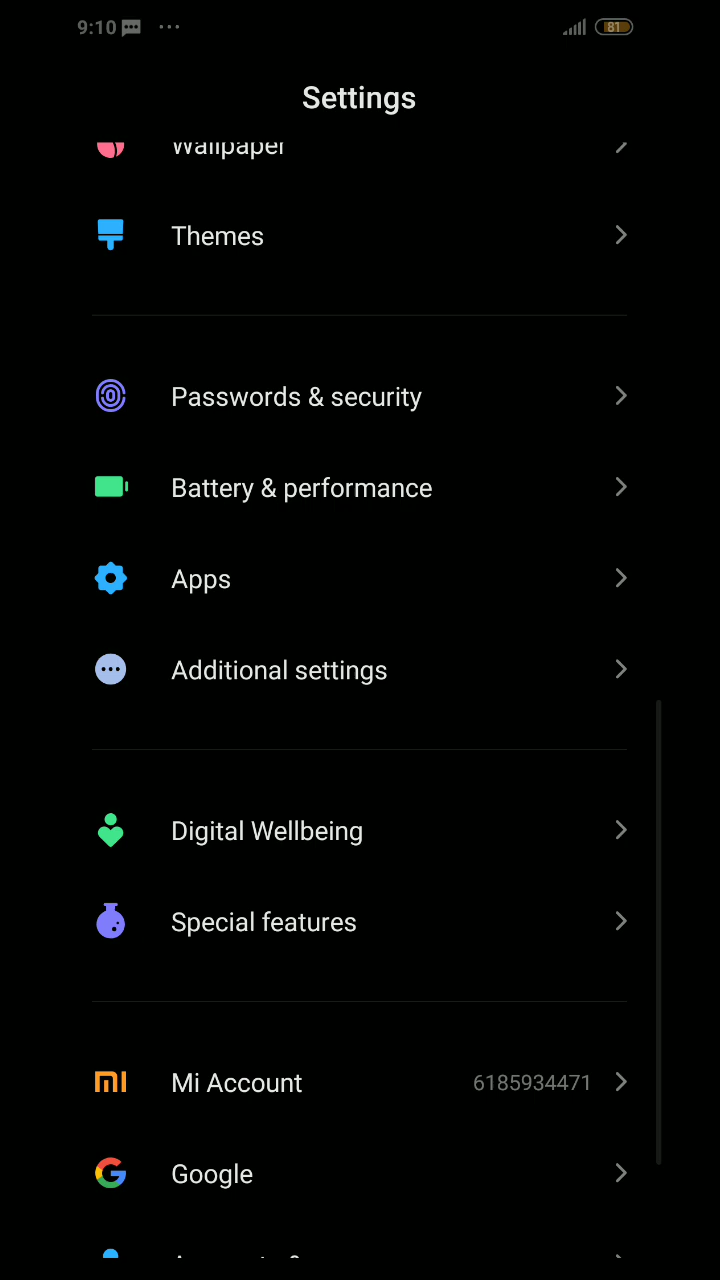 9:10
81
Settings
Wallpaper
Themes
Passwords & security
Battery & performance
Apps
Additional settings
Digital Wellbeing
Special features
Mi Account 6185934471
Google